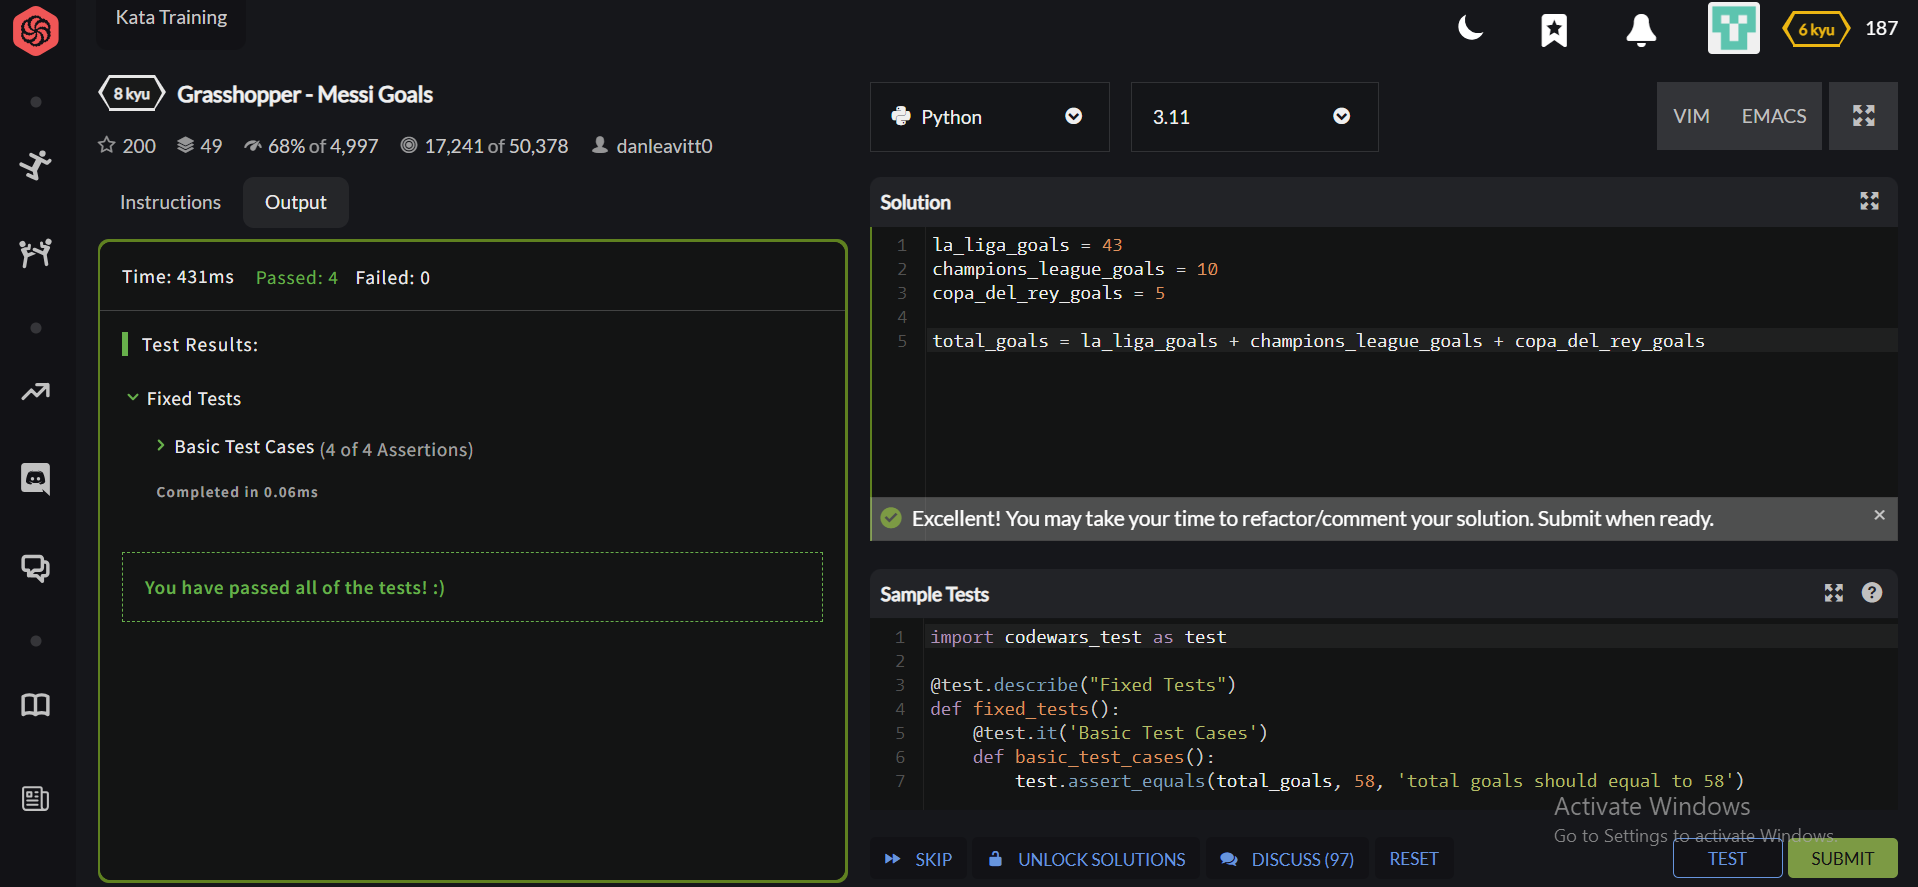 Kata Training
6 kyu
187
8 kyu
Grasshopper - Messi Goals
200 49 68% of 4,997 17,241 of 50,378 danleavitt0
Python
3.11
VIM EMACS
Instructions Output
Time: 431ms Passed: 4 Failed: 0
Test Results:
Fixed Tests
Basic Test Cases (4 of 4 Assertions)
Completed in 0.06ms
You have passed all of the tests! :)
Solution
1 la_liga_goals = 43
2 champions_league_goals = 10
3 copa_del_rey_goals = 5
4
5 total_goals = la_liga_goals + champions_league_goals + copa_del_rey_goals
Excellent! You may take your time to refactor/comment your solution. Submit when ready.
Sample Tests
1 import codewars_test as test
2
3 @test.describe("Fixed Tests")
4 def fixed_tests():
5     @test.it('Basic Test Cases')
6     def basic_test_cases():
7         test.assert_equals(total_goals, 58, 'total goals should equal to 58')
Activate Windows
Go to Settings to activate Windows.
SKIP UNLOCK SOLUTIONS DISCUSS (97) RESET TEST SUBMIT